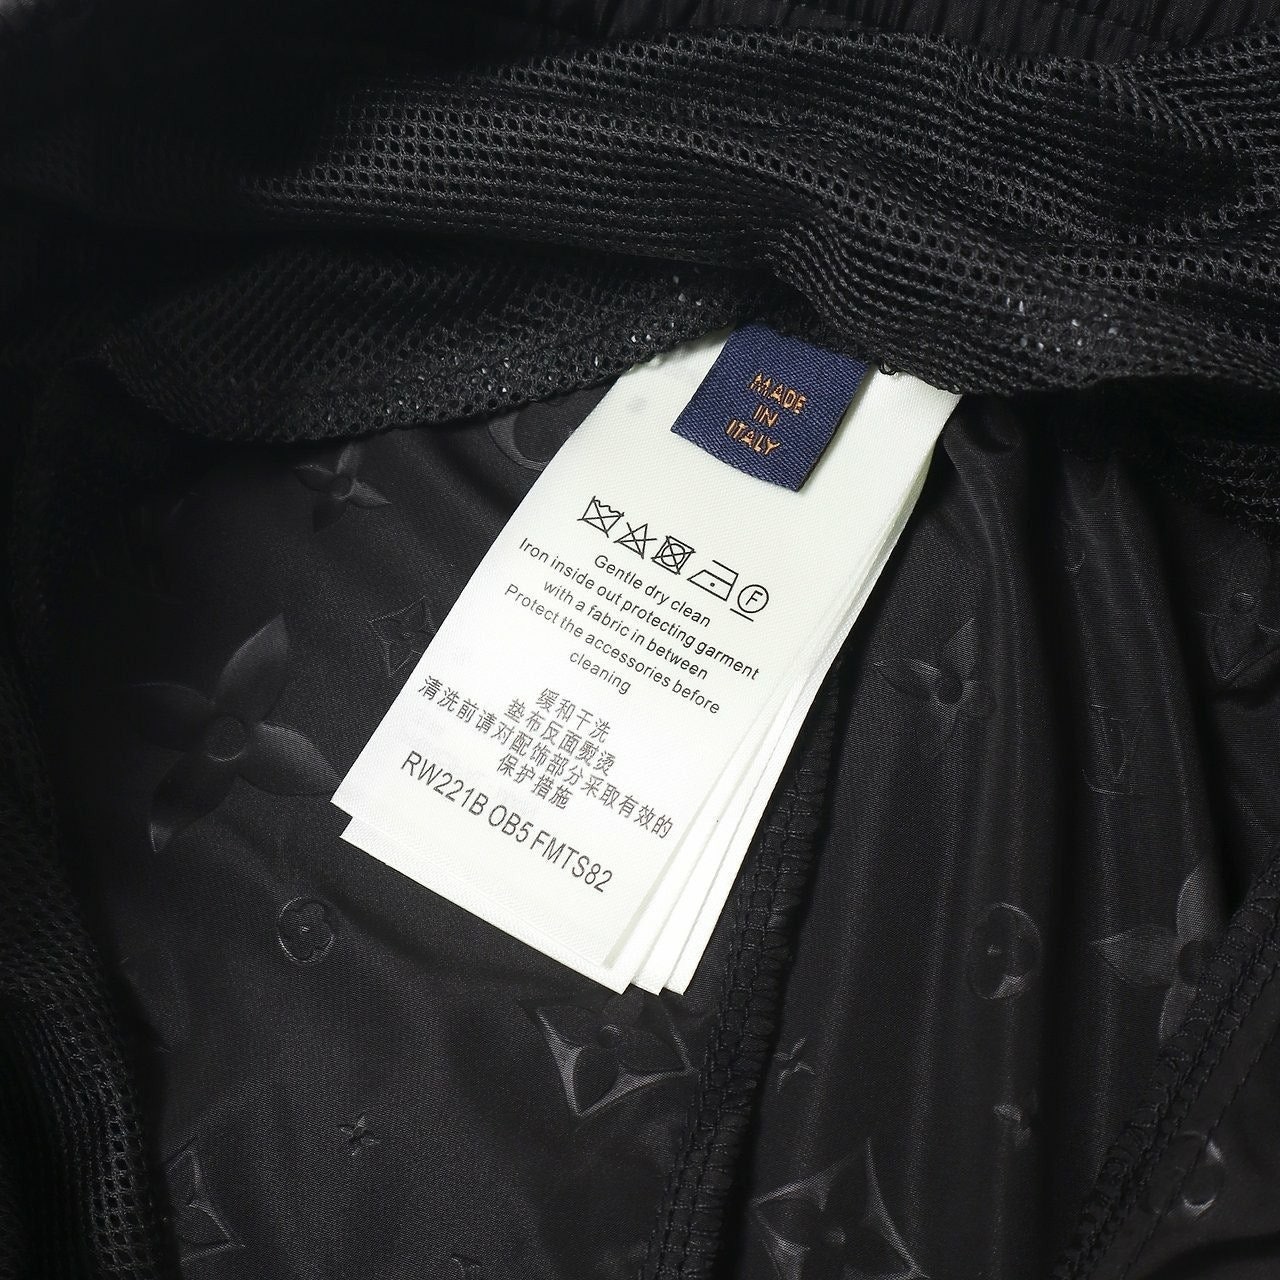 MADE
IN
ITALY
F
Gentle dry clean
Iron inside out protecting garment
with a fabric in between
Protect the accessories before
cleaning
缓和干洗
垫布反面熨烫
清洗前请对配饰部分采取有效的
保护措施
RW221B OB5 FMTS82